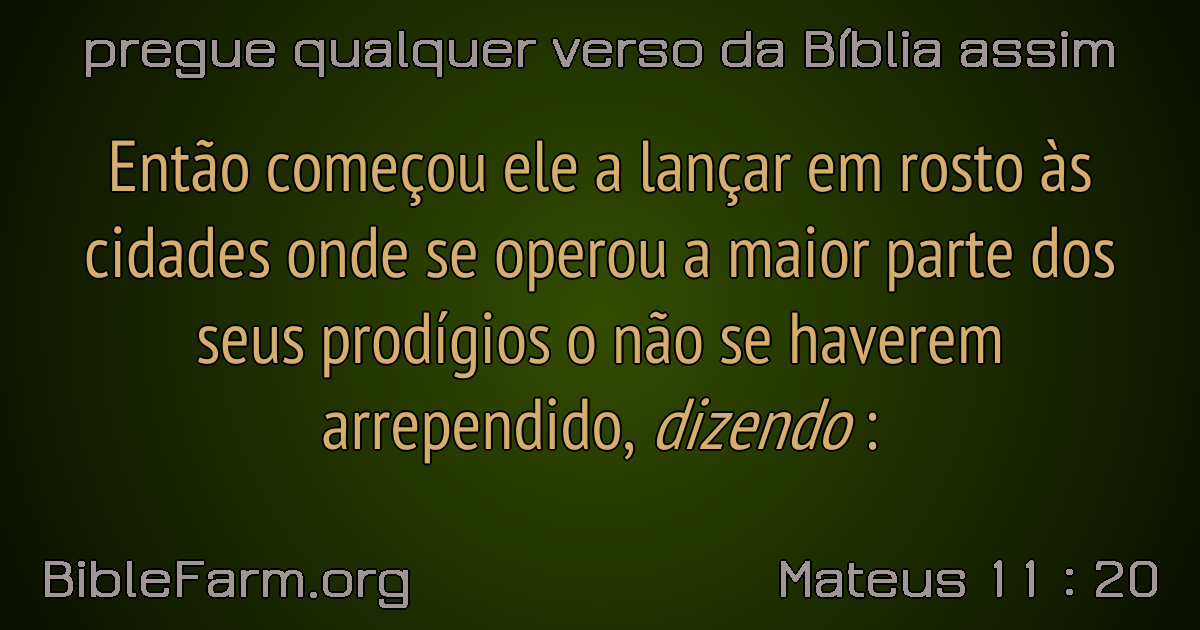 pregue qualquer verso da Bíblia assim
Então começou ele a lançar em rosto às
cidades onde se operou a maior parte dos
seus prodígios o não se haverem
arrependido, dizendo :
BibleFarm.org
Mateus 11 : 20